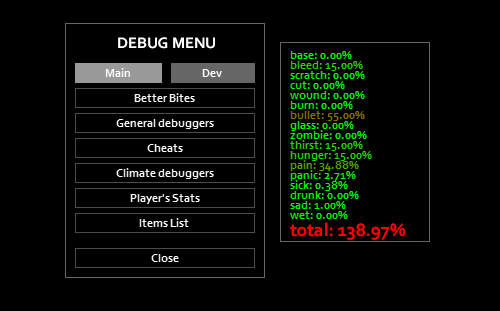 DEBUG MENU
Main
Dev
Better Bites
General debuggers
Cheats
Climate debuggers
Player's Stats
Items List
Close
base: 0.00%
bleed: 15.00%
scratch: 0.00%
cut: 0.00%
wound: 0.00%
burn: 0.00%
bullet: 55.00%
glass: 0.00%
zombie: 0.00%
thirst: 15.00%
hunger: 15.00%
pain: 34.88%
panic: 2.71%
sick: 0.38%
drunk: 0.00%
sad: 1.00%
wet: 0.00%
total: 138.97%